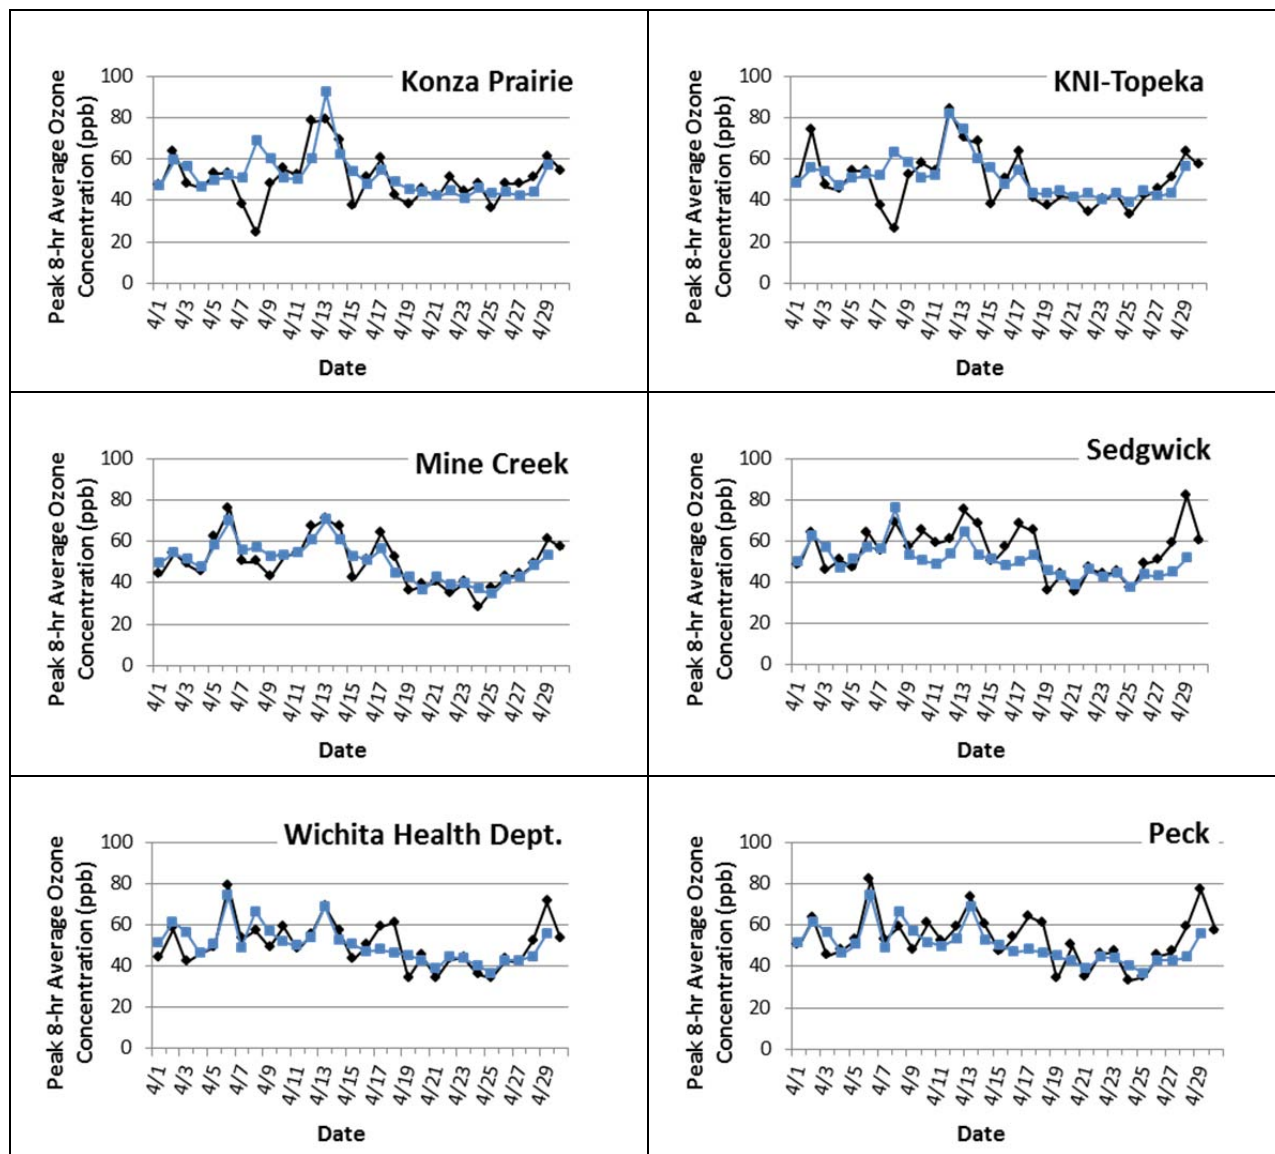 Konza Prairie
Peak 8-hr Average Ozone
Concentration (ppb)
100
80
60
40
20
0
4/1 4/3 4/5 4/7 4/9 4/11 4/13 4/15 4/17 4/19 4/21 4/23 4/25 4/27 4/29
Date
KNI-Topeka
Peak 8-hr Average Ozone
Concentration (ppb)
100
80
60
40
20
0
4/1 4/3 4/5 4/7 4/9 4/11 4/13 4/15 4/17 4/19 4/21 4/23 4/25 4/27 4/29
Date
Mine Creek
Peak 8-hr Average Ozone
Concentration (ppb)
100
80
60
40
20
0
4/1 4/3 4/5 4/7 4/9 4/11 4/13 4/15 4/17 4/19 4/21 4/23 4/25 4/27 4/29
Date
Sedgwick
Peak 8-hr Average Ozone
Concentration (ppb)
100
80
60
40
20
0
4/1 4/3 4/5 4/7 4/9 4/11 4/13 4/15 4/17 4/19 4/21 4/23 4/25 4/27 4/29
Date
Wichita Health Dept.
Peak 8-hr Average Ozone
Concentration (ppb)
100
80
60
40
20
0
4/1 4/3 4/5 4/7 4/9 4/11 4/13 4/15 4/17 4/19 4/21 4/23 4/25 4/27 4/29
Date
Peck
Peak 8-hr Average Ozone
Concentration (ppb)
100
80
60
40
20
0
4/1 4/3 4/5 4/7 4/9 4/11 4/13 4/15 4/17 4/19 4/21 4/23 4/25 4/27 4/29
Date